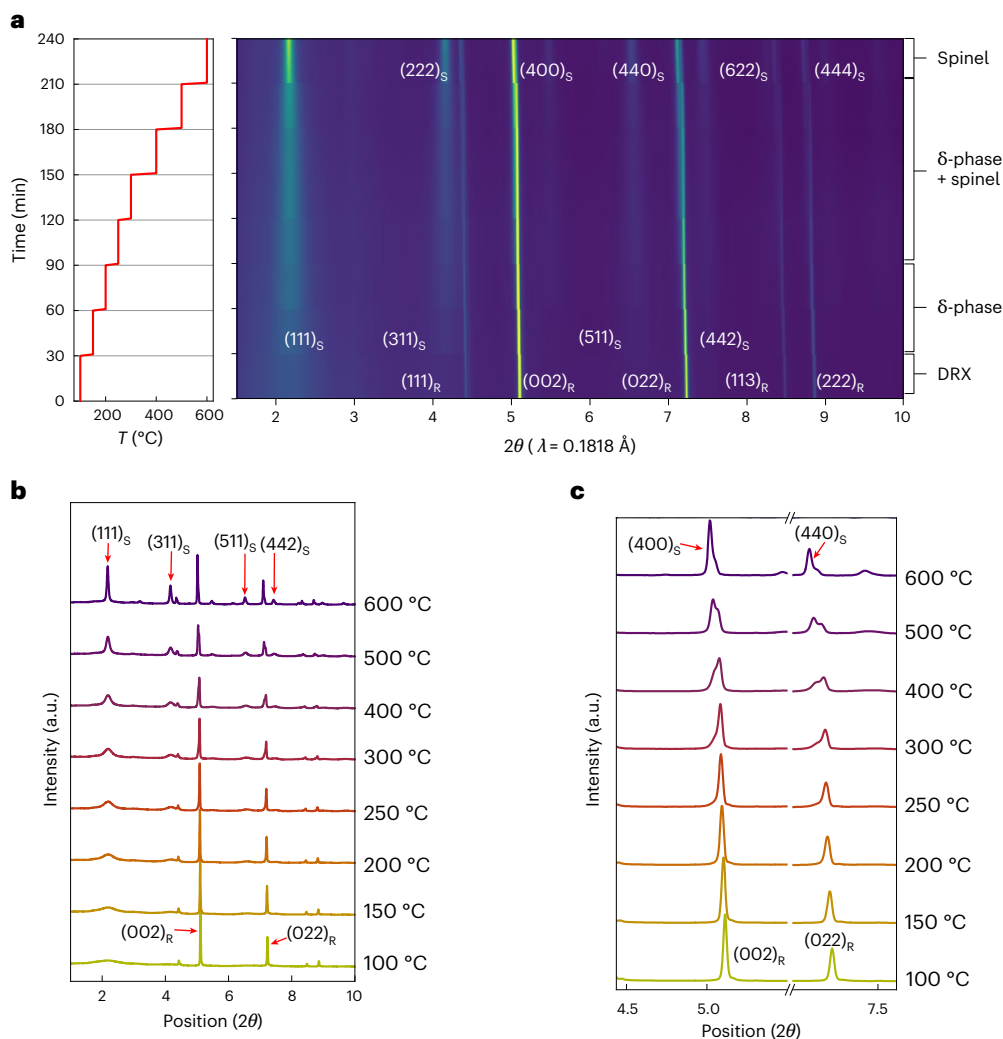 a
240
210
180
150
120
90
60
30
0
Time (min)
200 400 600
T (°C)
(222)S (400)S (440)S (622)S (444)S
(111)S (311)S (511)S (442)S
(111)R (002)R (022)R (113)R (222)R
2 3 4 5 6 7 8 9 10
2θ ( λ = 0.1818 Å)
Spinel
δ-phase
+ spinel
δ-phase
DRX
b
(111)S (311)S (511)S (442)S
600 °C
500 °C
400 °C
300 °C
250 °C
200 °C
150 °C
(002)R (022)R
100 °C
Intensity (a.u.)
2 4 6 8 10
Position (2θ)
c
(400)S (440)S
600 °C
500 °C
400 °C
300 °C
250 °C
200 °C
150 °C
(002)R (022)R
100 °C
Intensity (a.u.)
4.5 5.0 7.5
Position (2θ)